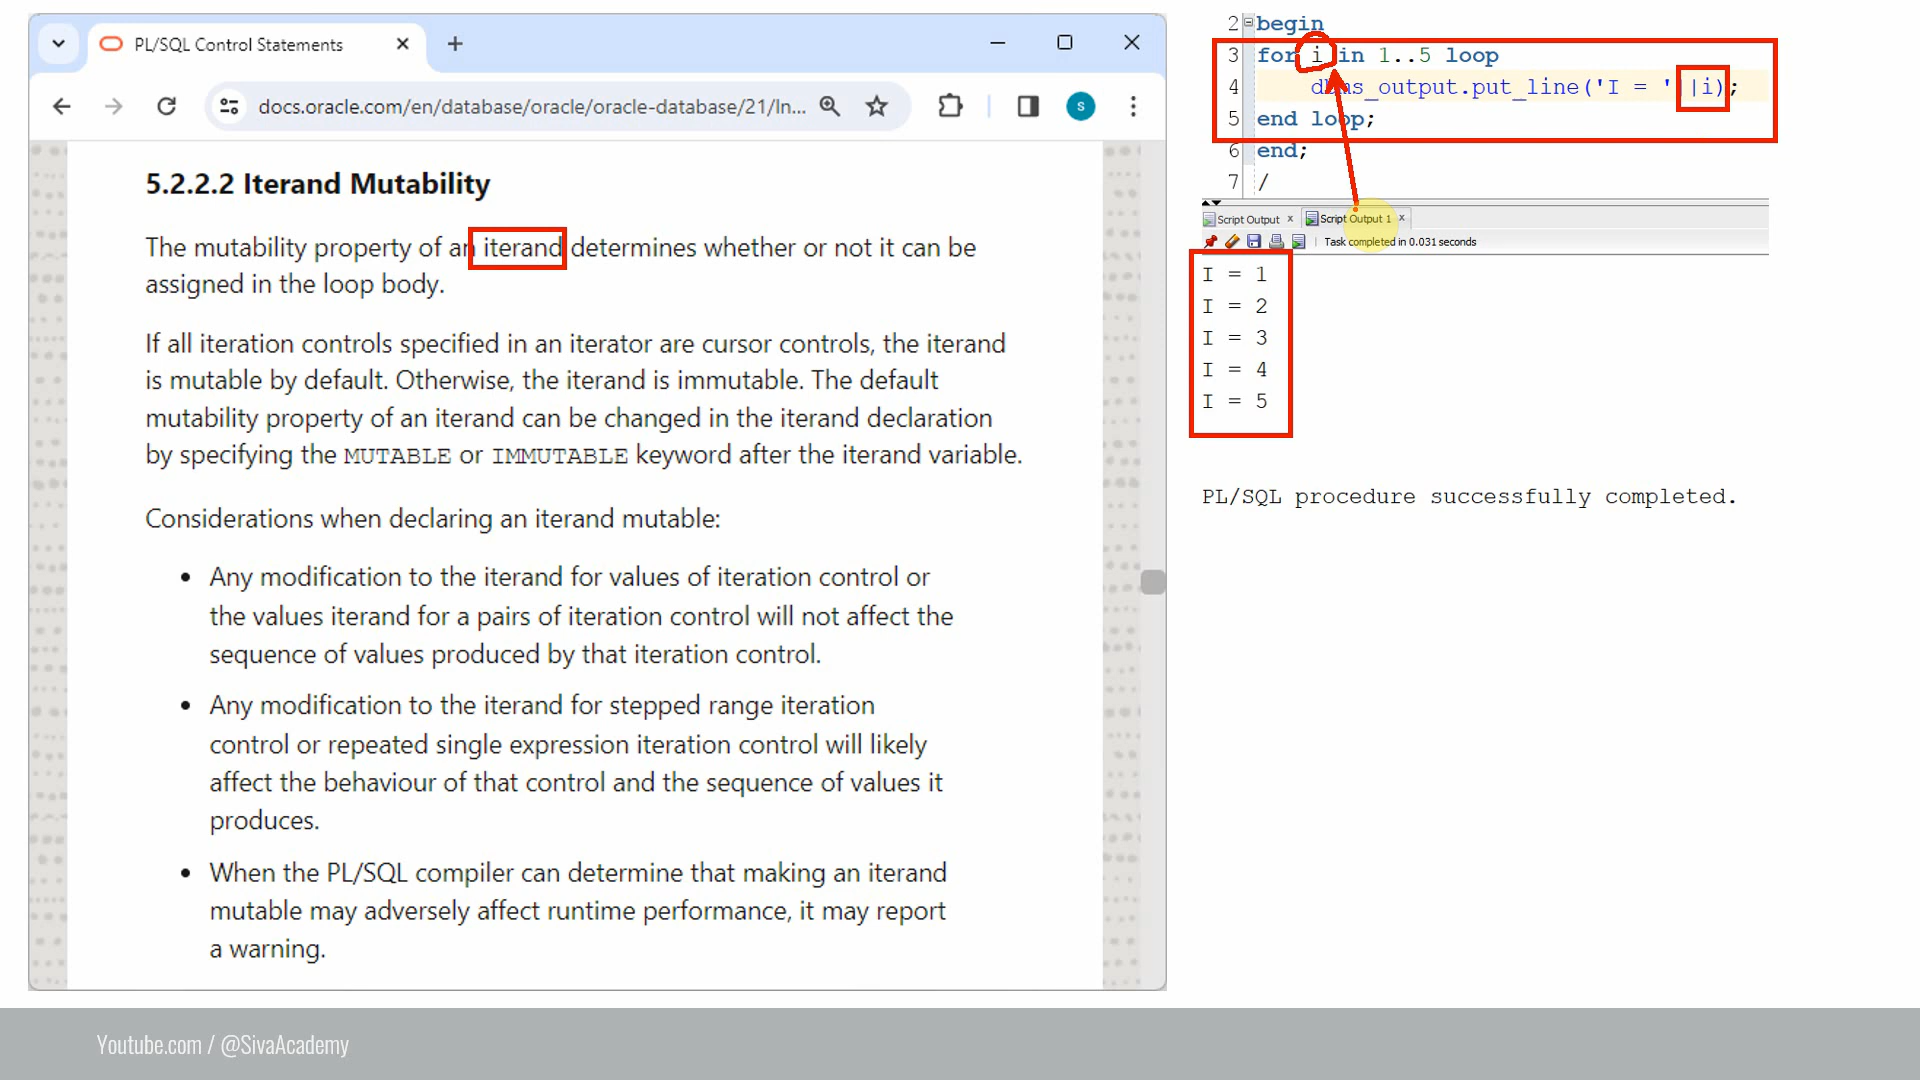 PL/SQL Control Statements
docs.oracle.com/en/database/oracle/oracle-database/21/ln...
s
5.2.2.2 Iterand Mutability
The mutability property of an iterand determines whether or not it can be
assigned in the loop body.
If all iteration controls specified in an iterator are cursor controls, the iterand
is mutable by default. Otherwise, the iterand is immutable. The default
mutability property of an iterand can be changed in the iterand declaration
by specifying the MUTABLE or IMMUTABLE keyword after the iterand variable.
Considerations when declaring an iterand mutable:
• Any modification to the iterand for values of iteration control or
the values iterand for a pairs of iteration control will not affect the
sequence of values produced by that iteration control.
• Any modification to the iterand for stepped range iteration
control or repeated single expression iteration control will likely
affect the behaviour of that control and the sequence of values it
produces.
• When the PL/SQL compiler can determine that making an iterand
mutable may adversely affect runtime performance, it may report
a warning.
2 begin
3 for i in 1..5 loop
4 dbms_output.put_line('I = '||i);
5 end loop;
6 end;
7 /
Script Output x Script Output 1 x
Task completed in 0.031 seconds
I = 1
I = 2
I = 3
I = 4
I = 5
PL/SQL procedure successfully completed.
Youtube.com / @SivaAcademy